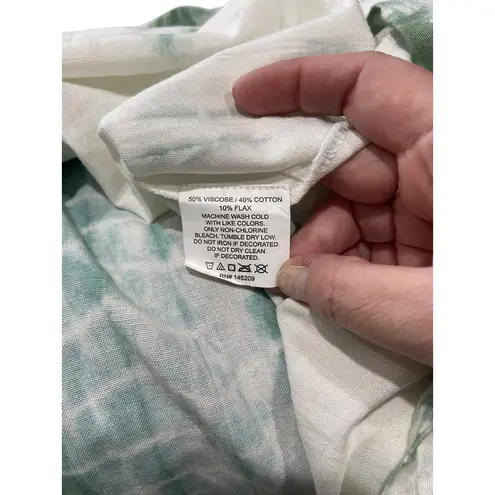 50% VISCOSE / 40% COTTON
10% FLAX
MACHINE WASH COLD
WITH LIKE COLORS.
ONLY NON-CHLORINE
BLEACH. TUMBLE DRY LOW.
DO NOT IRON IF DECORATED.
DO NOT DRY CLEAN
IF DECORATED.
RN# 145209